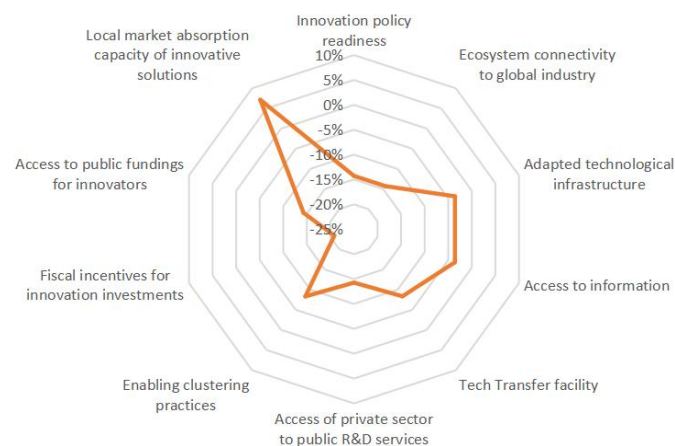 Innovation policy
readiness
Ecosystem connectivity
to global industry
Adapted technological
infrastructure
Access to information
Tech Transfer facility
Access of private sector
to public R&D services
Enabling clustering
practices
Fiscal incentives for
innovation investments
Access to public fundings
for innovators
Local market absorption
capacity of innovative
solutions
10%
5%
0%
-5%
-10%
-15%
-20%
-25%